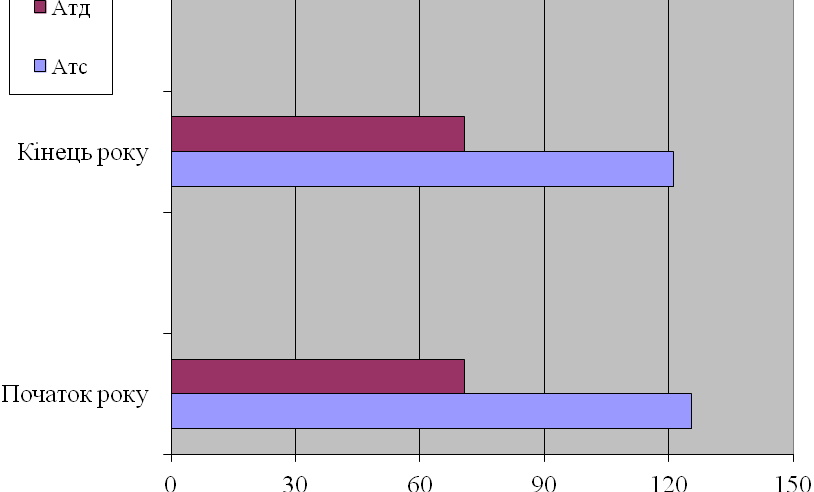 Атд
Атс
Кінець року
Початок року
0 30 60 90 120 150